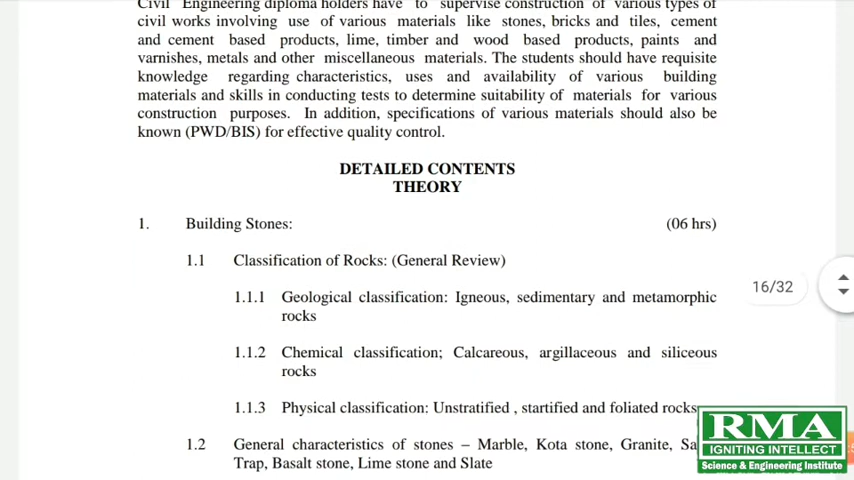 Civil Engineering diploma holders have to supervise construction of various types of
civil works involving use of various materials like stones, bricks and tiles, cement
and cement based products, lime, timber and wood based products, paints and
varnishes, metals and other miscellaneous materials. The students should have requisite
knowledge regarding characteristics, uses and availability of various building
materials and skills in conducting tests to determine suitability of materials for various
construction purposes. In addition, specifications of various materials should also be
known (PWD/BIS) for effective quality control.
DETAILED CONTENTS
THEORY
1. Building Stones: (06 hrs)
1.1 Classification of Rocks: (General Review)
1.1.1 Geological classification: Igneous, sedimentary and metamorphic
rocks
16/32
1.1.2 Chemical classification; Calcareous, argillaceous and siliceous
rocks
1.1.3 Physical classification: Unstratified , startified and foliated rocks
1.2 General characteristics of stones – Marble, Kota stone, Granite,
Trap, Basalt stone, Lime stone and Slate
RMA
IGNITING INTELLECT
Science & Engineering Institute